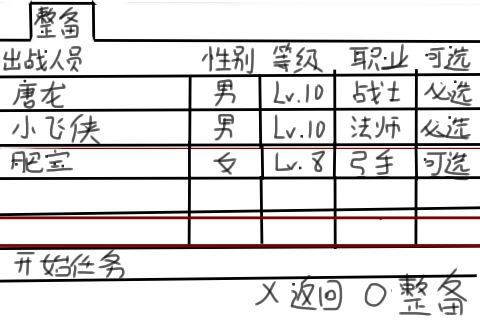 整备
出战人员 性别 等级 职业 可选
唐龙 男 Lv.10 战士 必选
小飞侠 男 Lv.10 法师 必选
肥宝 女 Lv.8 弓手 可选
开始任务
X返回 O整备